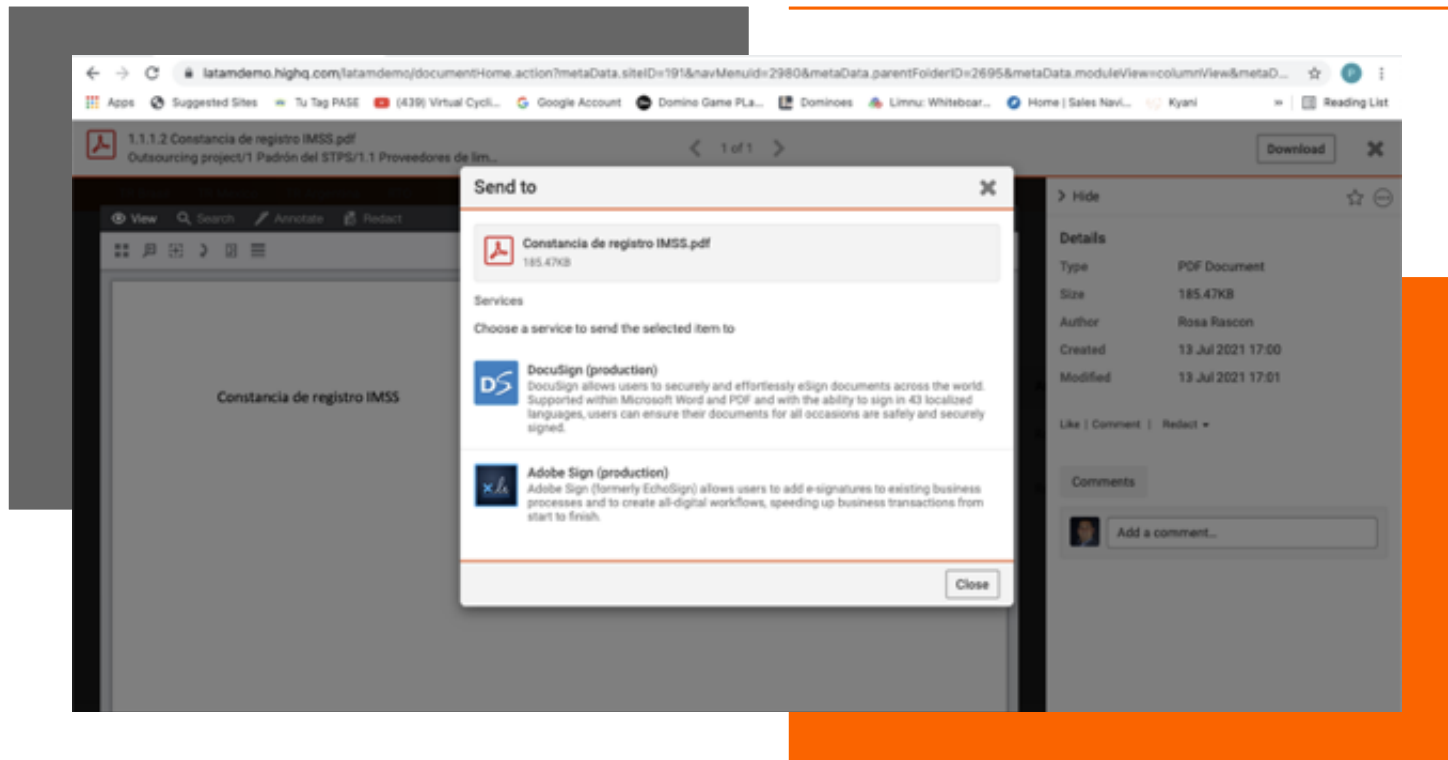 latamdemo.highq.com/latamdemo/documentHome.action?metaData.siteID=191&navMenuId=2980&metaData.parentFolderID=2695&metaData.moduleView=columnView&metaD...
P
Apps Suggested Sites Tu Tag PASE (439) Virtual Cycli... Google Account Domino Game PLa... Dominoes Limnu: Whiteboar... Home | Sales Navi... Kyani » Reading List
1.1.1.2 Constancia de registro IMSS.pdf
Outsourcing project/1 Padrón del STPS/1.1 Proveedores de lim...
1 of 1
Download
Send to
Constancia de registro IMSS.pdf
185.47KB
Services
Choose a service to send the selected item to
DS
DocuSign (production)
DocuSign allows users to securely and effortlessly eSign documents across the world.
Supported within Microsoft Word and PDF and with the ability to sign in 43 localized
languages, users can ensure their documents for all occasions are safely and securely
signed.
Adobe Sign (production)
Adobe Sign (formerly EchoSign) allows users to add e-signatures to existing business
processes and to create all-digital workflows, speeding up business transactions from
start to finish.
Close
View Search Annotate Redact
Constancia de registro IMSS
Hide
Details
Type PDF Document
Size 185.47KB
Author Rosa Rascon
Created 13 Jul 2021 17:00
Modified 13 Jul 2021 17:01
Like | Comment | Redact
Comments
Add a comment...